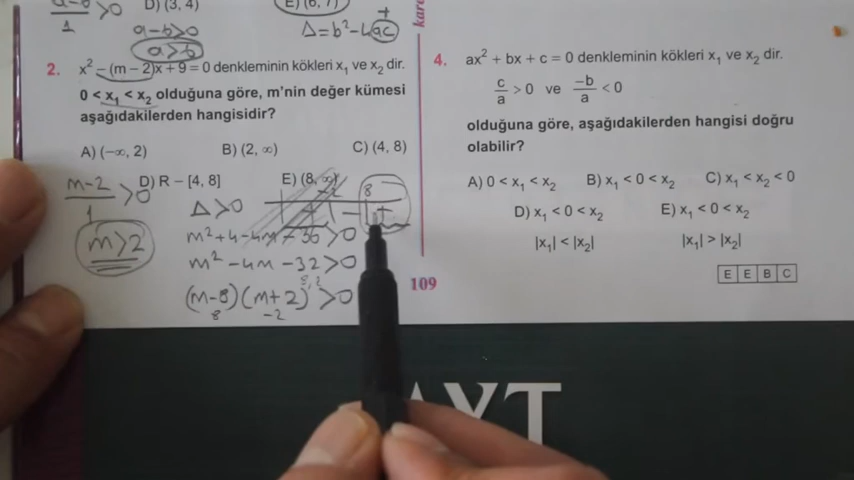 D) (3, 4)
E) (6, 7)
a-b>0
a>b
Δ=b²-4ac
2. x² – (m – 2)x + 9 = 0 denkleminin kökleri x₁ ve x₂ dir.
0 < x₁ < x₂ olduğuna göre, m'nin değer kümesi
aşağıdakilerden hangisidir?
A) (–∞, 2) B) (2, ∞) C) (4, 8)
D) R – [4, 8] E) (8, ∞)
m-2/1 >0
m>2
Δ>0
m²+4-4m-36>0
m²-4m-32>0
(m-8)(m+2)>0
8 -2
-2 8
+ - +
109
4. ax² + bx + c = 0 denkleminin kökleri x₁ ve x₂ dir.
c/a > 0 ve –b/a < 0
olduğuna göre, aşağıdakilerden hangisi doğru
olabilir?
A) 0 < x₁ < x₂ B) x₁ < 0 < x₂ C) x₁ < x₂ < 0
D) x₁ < 0 < x₂ E) x₁ < 0 < x₂
|x₁| < |x₂| |x₁| > |x₂|
E E B C
AYT